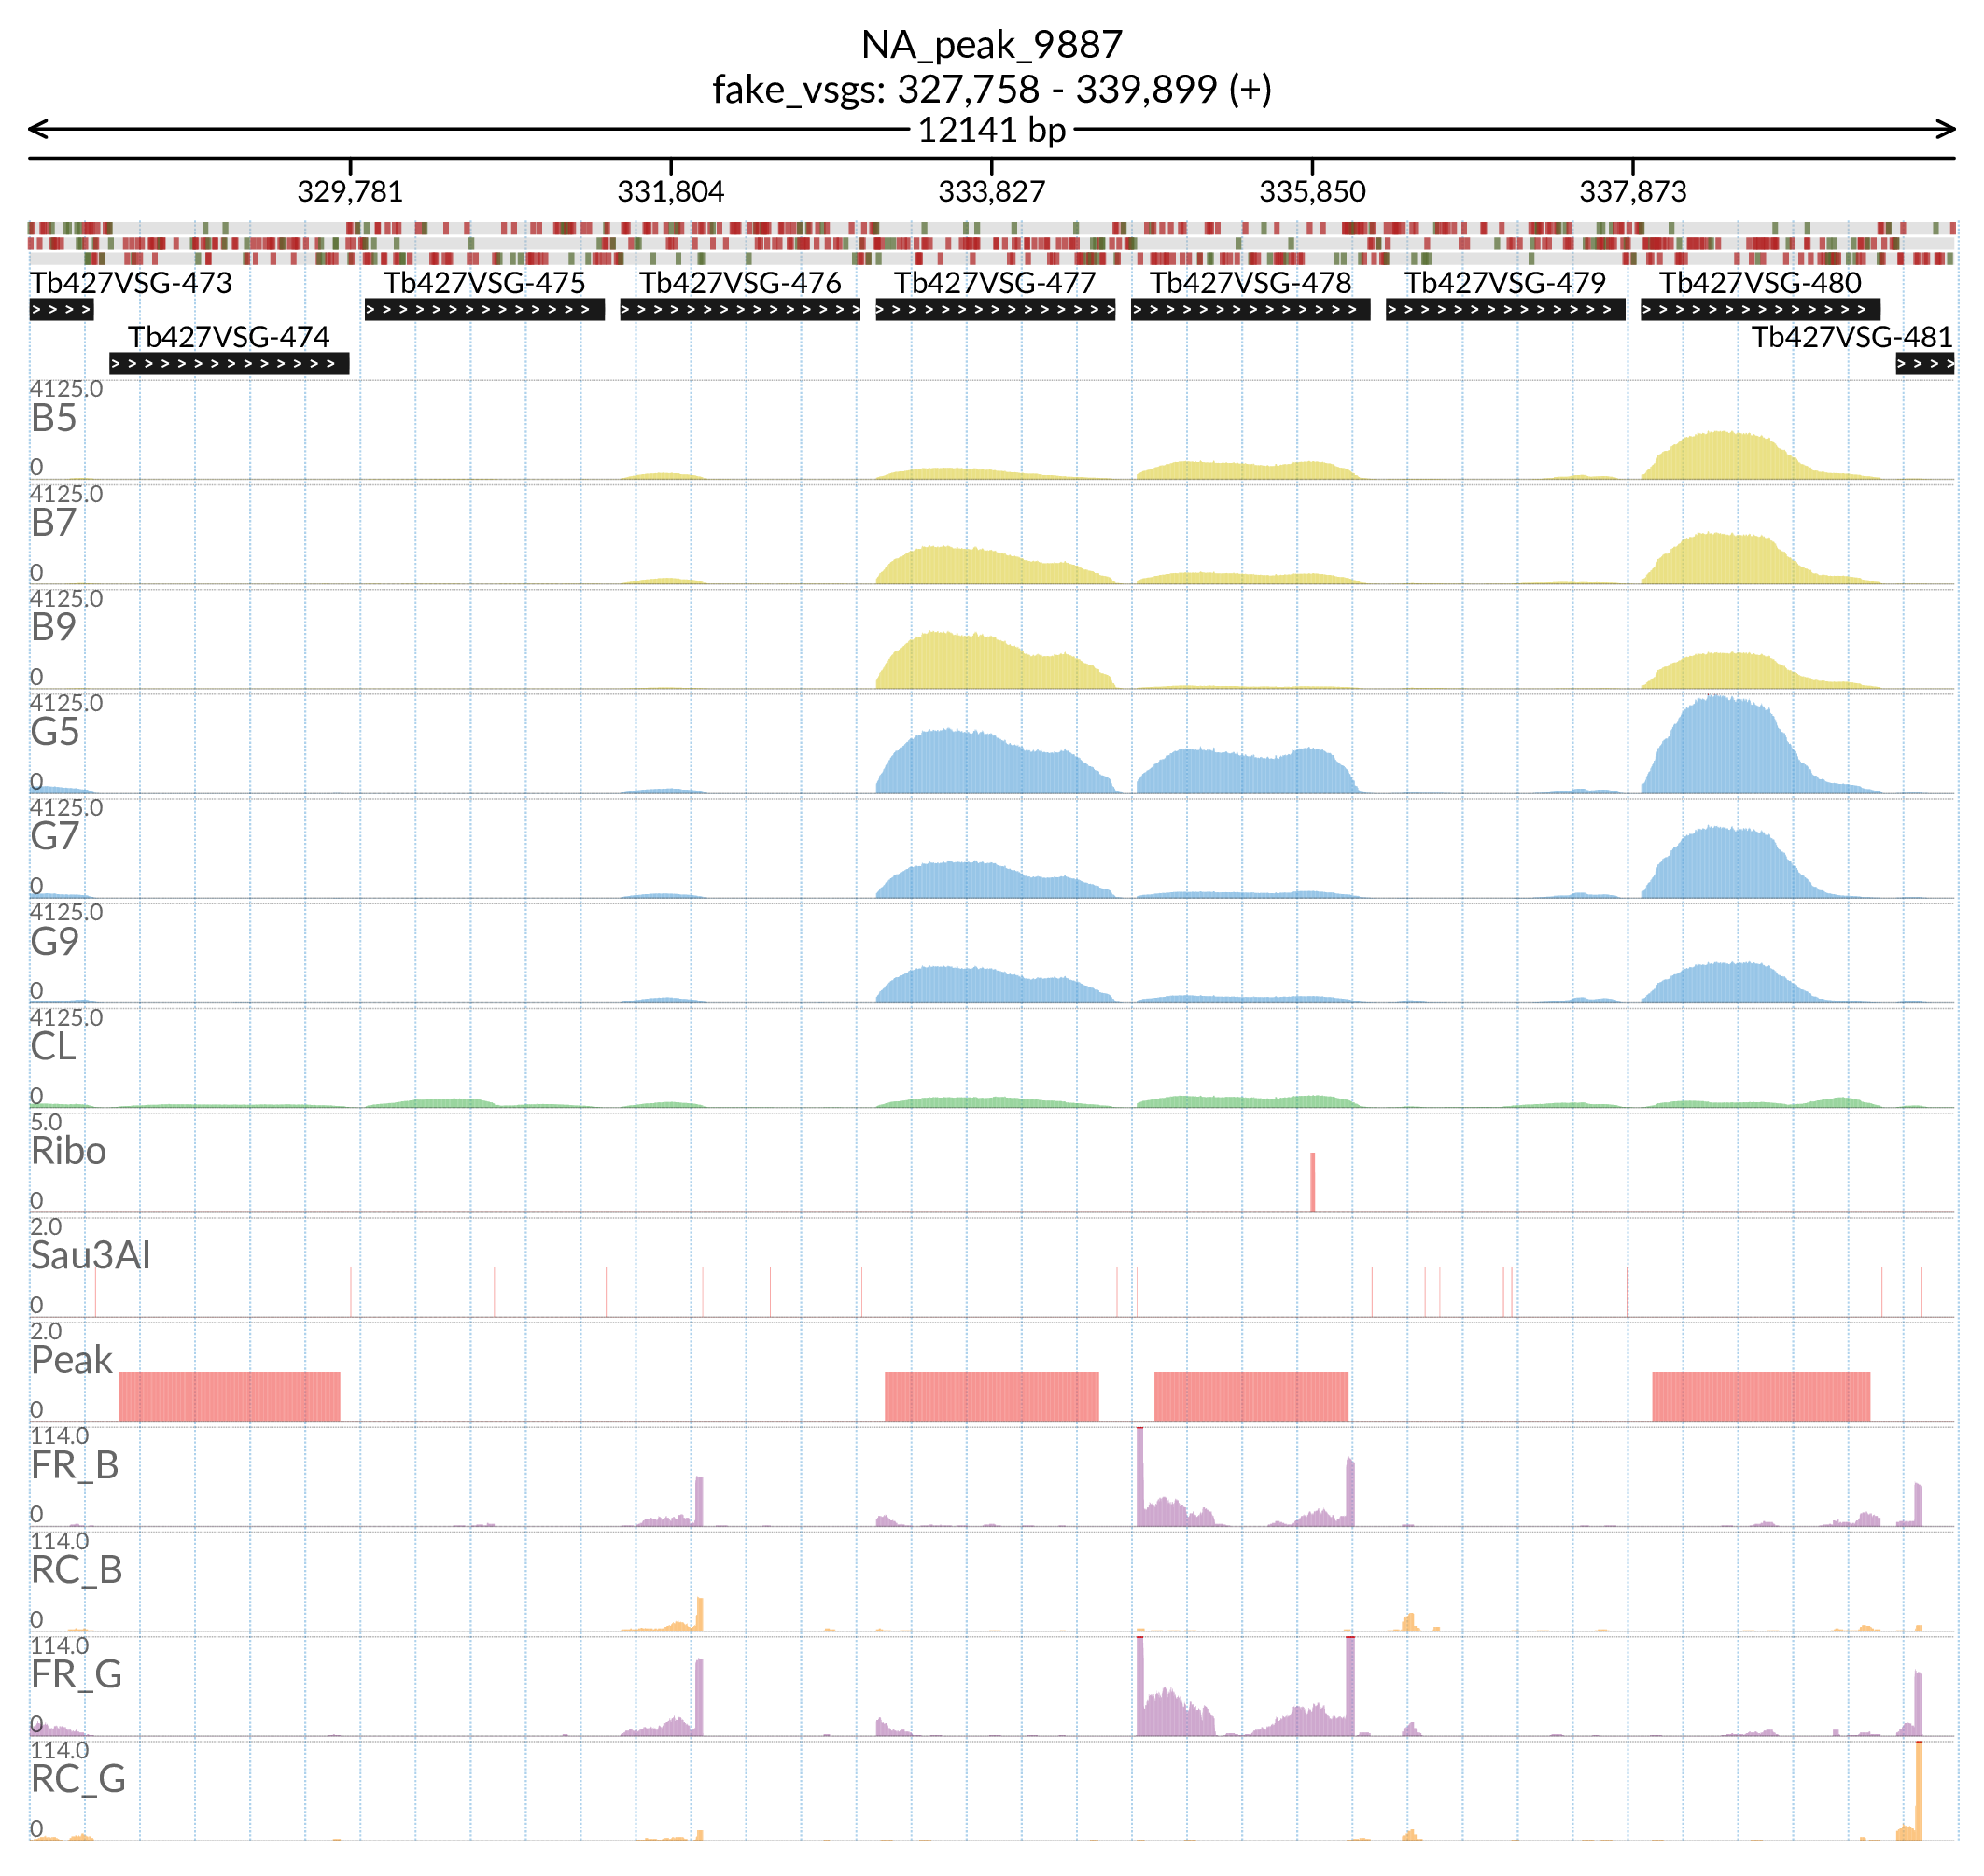 NA_peak_9887
fake_vsgs: 327,758 - 339,899 (+)
12141 bp
329,781 331,804 333,827 335,850 337,873
Tb427VSG-473 Tb427VSG-475 Tb427VSG-476 Tb427VSG-477 Tb427VSG-478 Tb427VSG-479 Tb427VSG-480
Tb427VSG-474 Tb427VSG-481
4125.0
B5
0
4125.0
B7
0
4125.0
B9
0
4125.0
G5
0
4125.0
G7
0
4125.0
G9
0
4125.0
CL
0
5.0
Ribo
0
2.0
Sau3AI
0
2.0
Peak
0
114.0
FR_B
0
114.0
RC_B
0
114.0
FR_G
0
114.0
RC_G
0